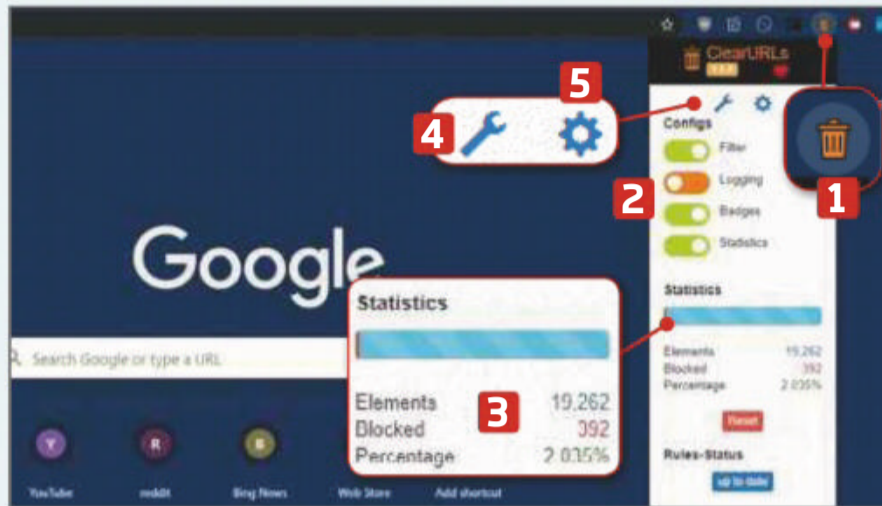 ClearURLs
5
4
Configs
Filter
Logging
2
1
Badges
Statistics
Google
Statistics
Elements 19,262
Blocked 392
Percentage 2.035%
3
Search Google or type a URL
Statistics
Elements 19,262
Blocked 392
Percentage 2.035%
Reset
Rules-Status
up to date
Y
R
B
YouTube
reddit
Bing News
Web Store
Add shortcut